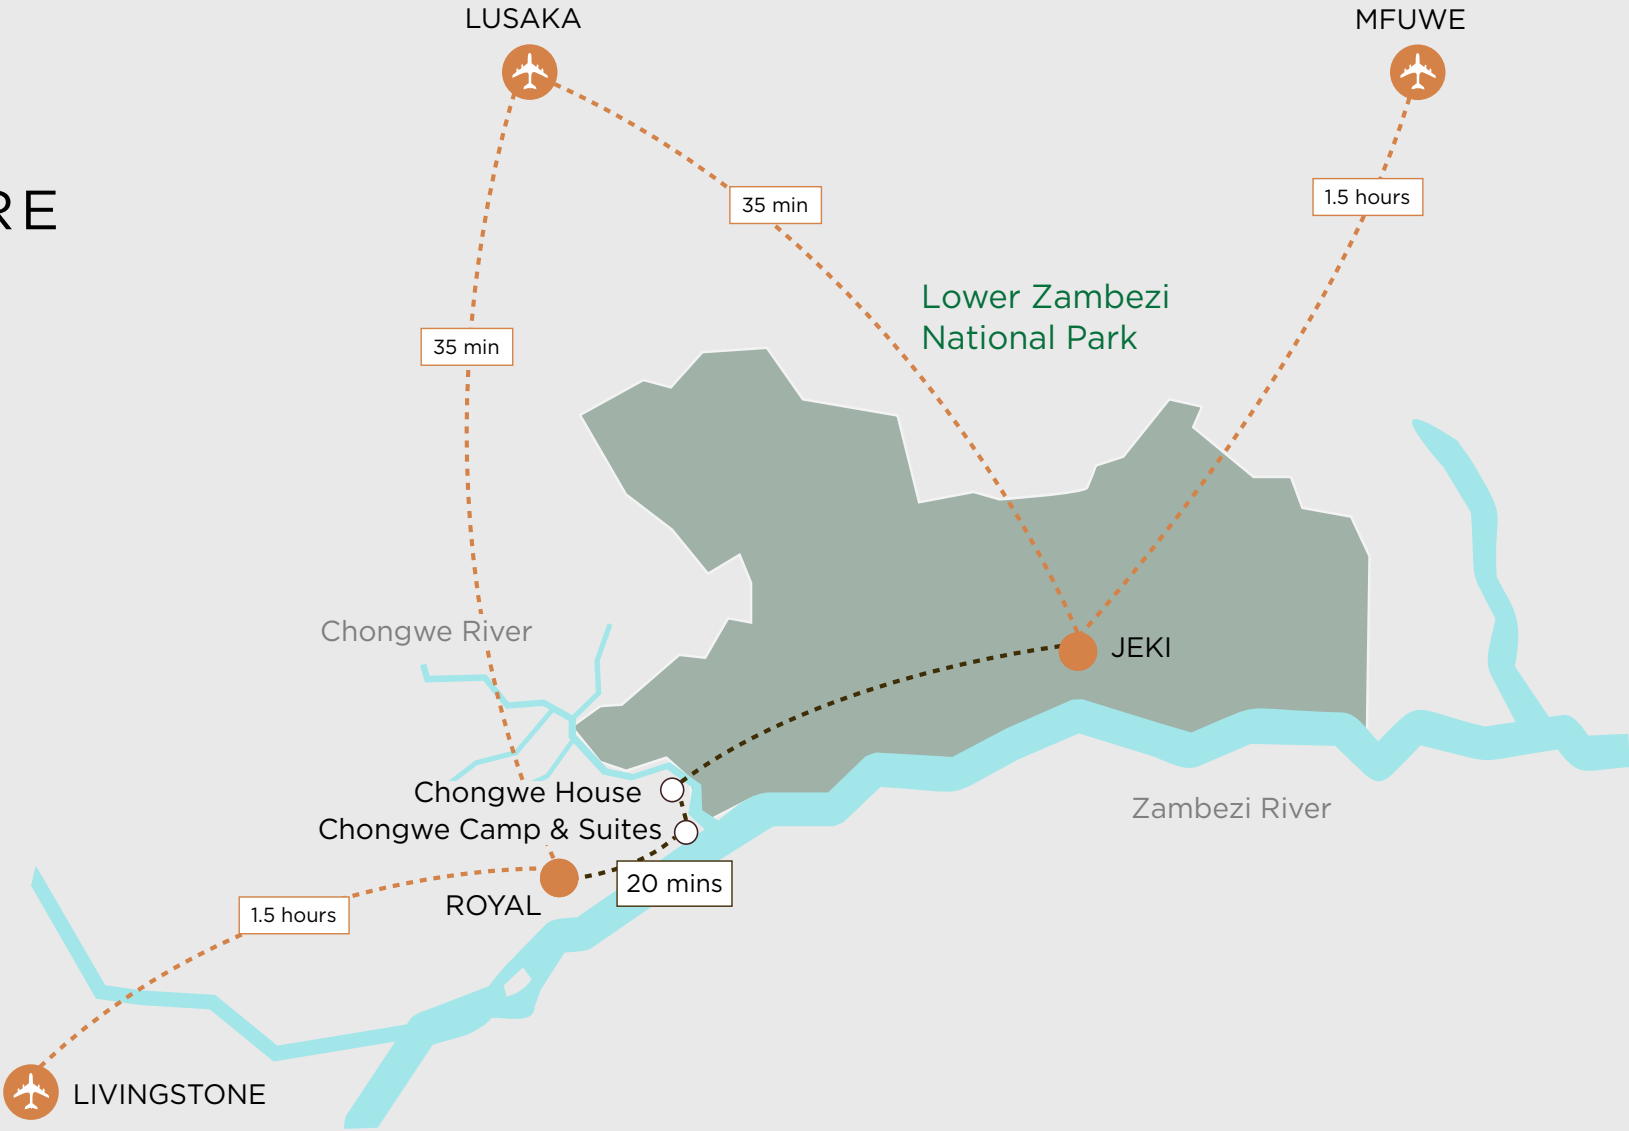 LUSAKA
MFUWE
RE
35 min
1.5 hours
Lower Zambezi
National Park
35 min
Chongwe River
JEKI
Chongwe House
Zambezi River
Chongwe Camp & Suites
20 mins
ROYAL
1.5 hours
LIVINGSTONE